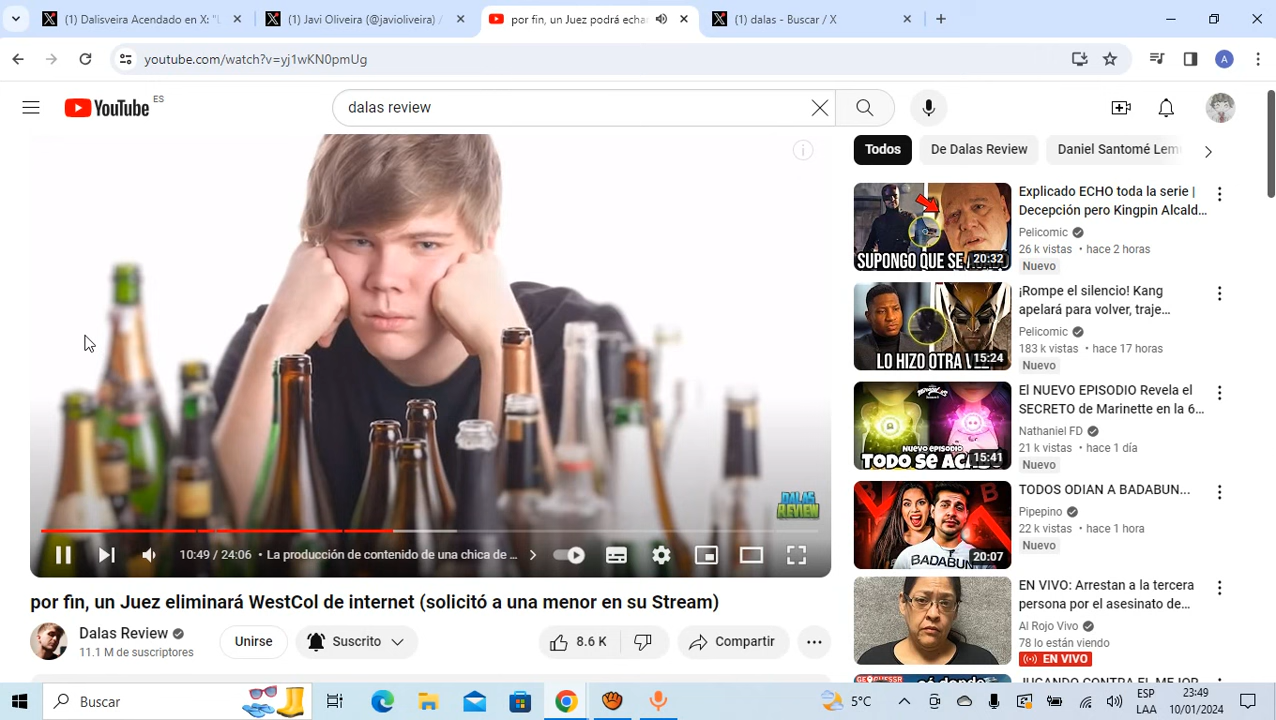 Dalisveira Acendado en X: "L
(1) Javi Oliveira (@javioliveira) /
por fin, un Juez podrá echa
(1) dalas - Buscar / X
youtube.com/watch?v=yj1wKN0pmUg
A
YouTube ES
dalas review
Todos
De Dalas Review
Daniel Santomé Lem
Explicado ECHO toda la serie |
Decepción pero Kingpin Alcald...
Pelicomic
26 k vistas • hace 2 horas
Nuevo
20:32
¡Rompe el silencio! Kang
apelará para volver, traje...
Pelicomic
183 k vistas • hace 17 horas
Nuevo
LO HIZO OTRA VEZ
15:24
El NUEVO EPISODIO Revela el
SECRETO de Marinette en la 6...
Nathaniel FD
21 k vistas • hace 1 día
Nuevo
NUEVO EPISODIO
15:41
TODOS ODIAN A BADABUN...
Pipepino
22 k vistas • hace 1 hora
Nuevo
BADABUN
20:07
EN VIVO: Arrestan a la tercera
persona por el asesinato de...
Al Rojo Vivo
78 lo están viendo
EN VIVO
DALAS
REVIEW
10:49 / 24:06 • La producción de contenido de una chica de ...
por fin, un Juez eliminará WestCol de internet (solicitó a una menor en su Stream)
Dalas Review
11.1 M de suscriptores
Unirse
Suscrito
8.6 K
Compartir
Buscar
5°C
ESP
LAA
23:49
10/01/2024